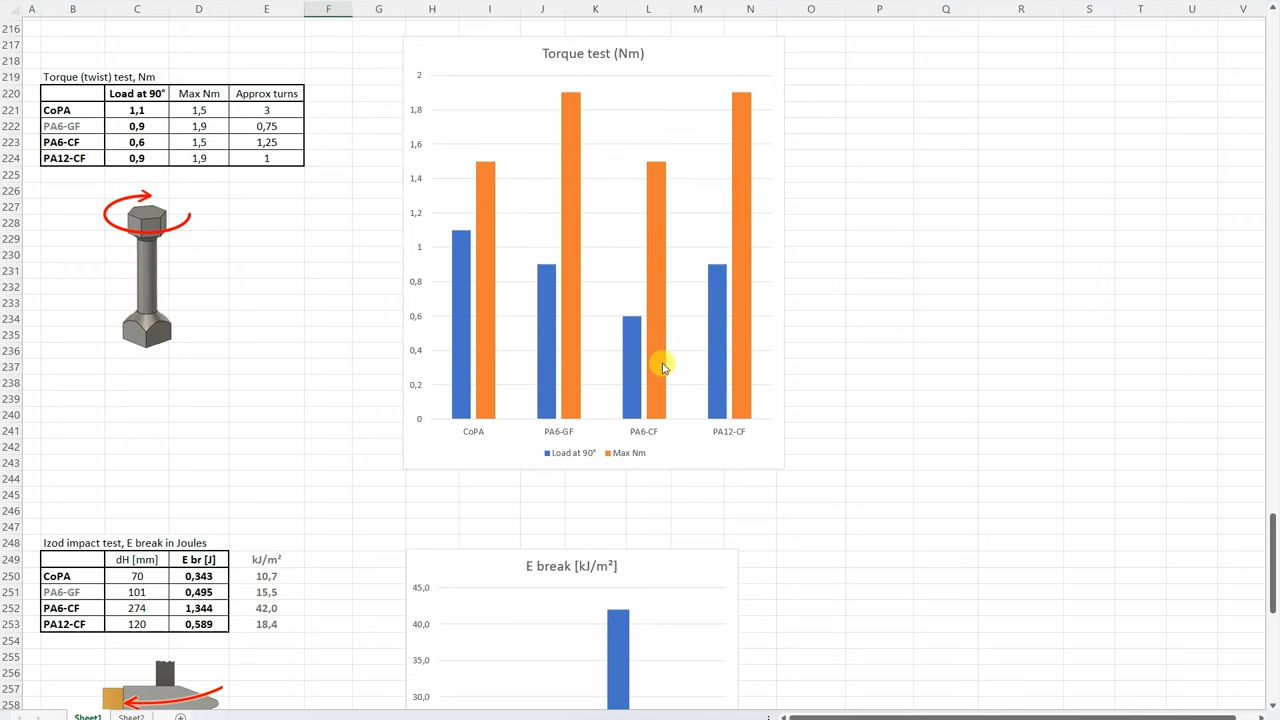 A B C D E F G H I J K L M N O P Q R S T U V
216
217
218
219 Torque (twist) test, Nm
220 Load at 90° Max Nm Approx turns
221 CoPA 1,1 1,5 3
222 PA6-GF 0,9 1,9 0,75
223 PA6-CF 0,6 1,5 1,25
224 PA12-CF 0,9 1,9 1
225
226
227
228
229
230
231
232
233
234
235
236
237
238
239
240
241
242
243
244
245
246
247
248 Izod impact test, E break in Joules
249 dH [mm] E br [J] kJ/m²
250 CoPA 70 0,343 10,7
251 PA6-GF 101 0,495 15,5
252 PA6-CF 274 1,344 42,0
253 PA12-CF 120 0,589 18,4
254
255
256
257
258
Torque test (Nm)
2
1,8
1,6
1,4
1,2
1
0,8
0,6
0,4
0,2
0
CoPA PA6-GF PA6-CF PA12-CF
Load at 90° Max Nm
E break [kJ/m²]
45,0
40,0
35,0
30,0
Sheet1 Sheet2